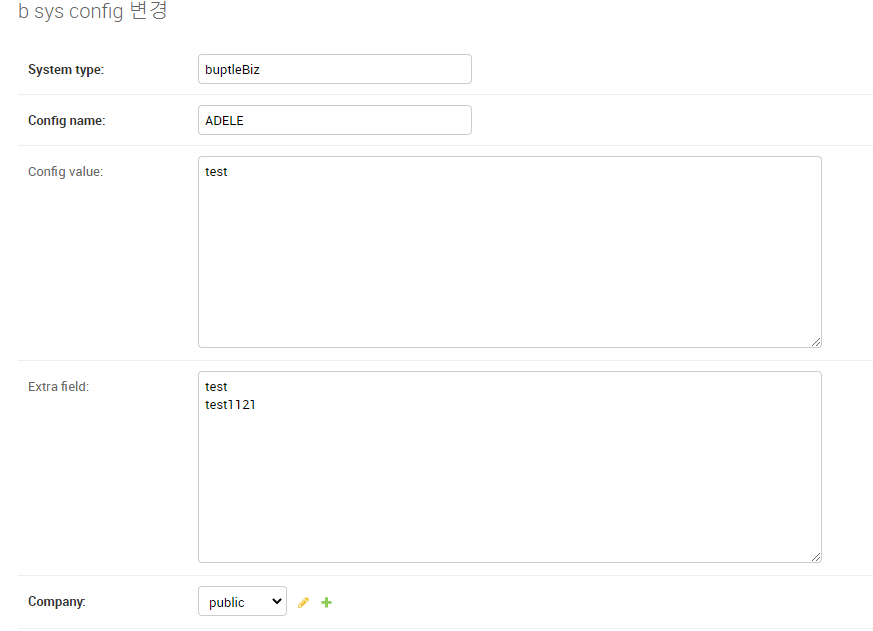 b sys config 변경
System type:
buptleBiz
Config name:
ADELE
Config value:
test
Extra field:
test
test1121
Company:
public